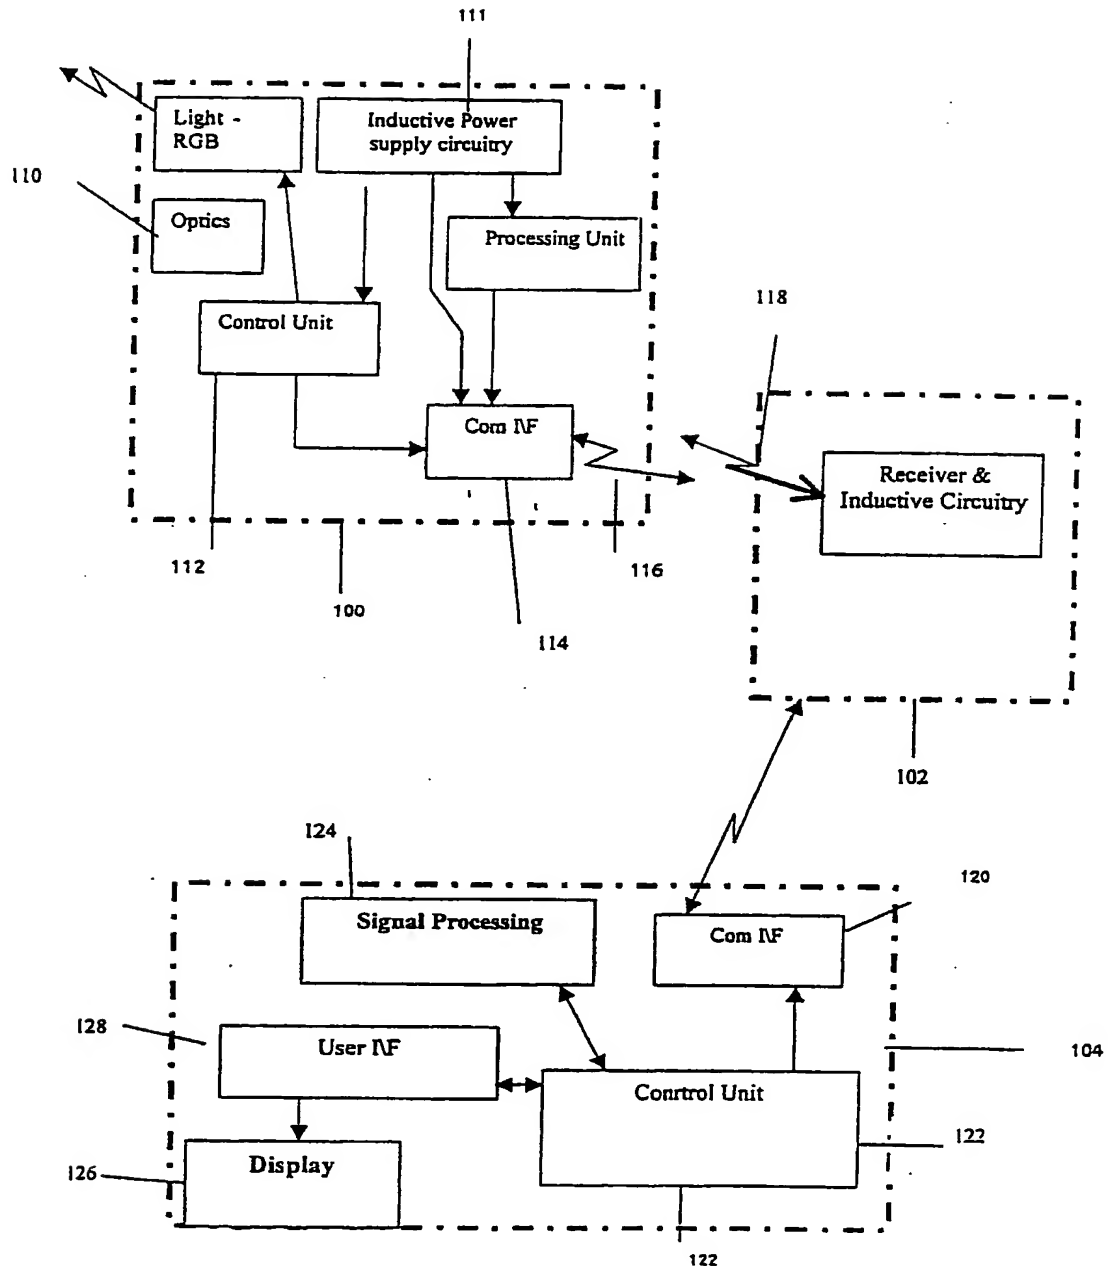 111
Light -
RGB
Inductive Power
supply circuitry
110
Optics
Processing Unit
118
Control Unit
Com I\F
Receiver &
Inductive Circuitry
112
116
100
114
102
124
120
Signal Processing
Com I\F
128
User I\F
104
Conrtrol Unit
122
Display
126
122